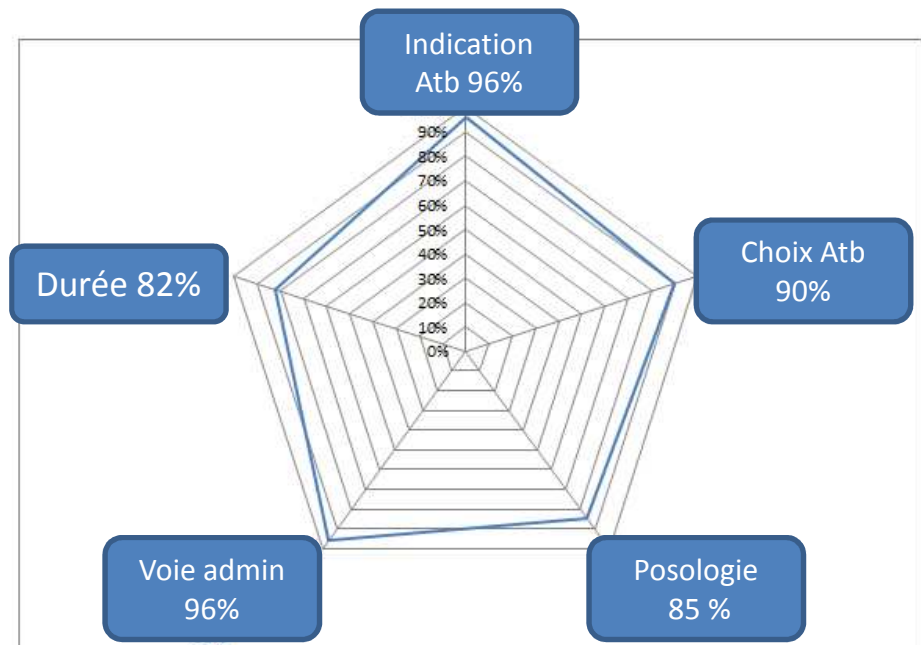 Indication
Atb 96%
90%
80%
70%
60%
50%
40%
30%
20%
10%
0%
Durée 82%
Choix Atb
90%
Voie admin
96%
Posologie
85 %